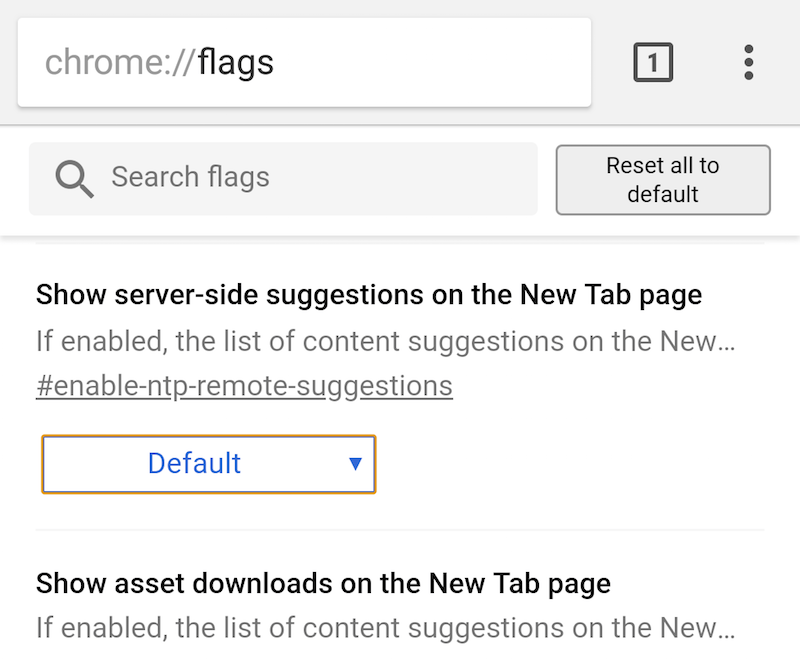 chrome://flags
1
Search flags
Reset all to
default
Show server-side suggestions on the New Tab page
If enabled, the list of content suggestions on the New…
#enable-ntp-remote-suggestions
Default
Show asset downloads on the New Tab page
If enabled, the list of content suggestions on the New…